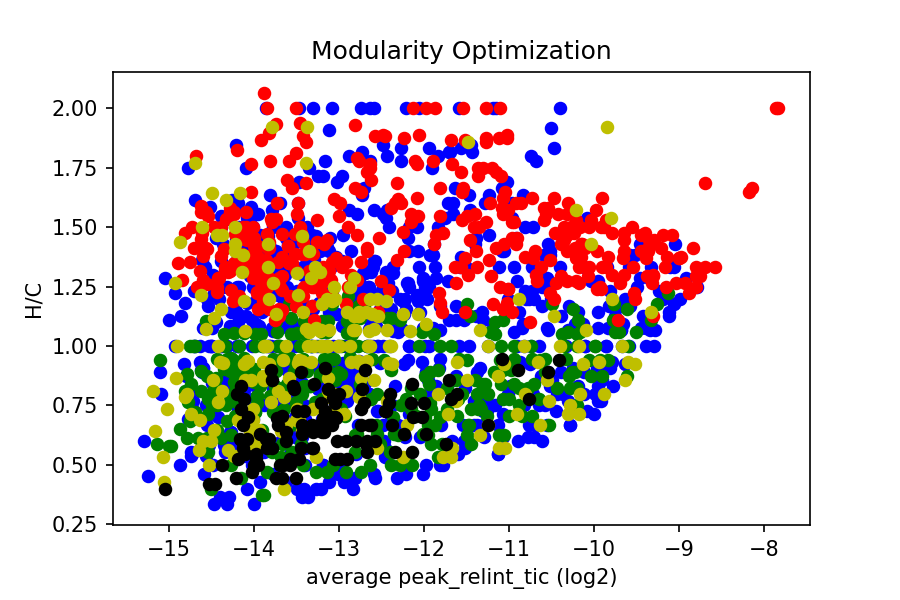 Modularity Optimization
2.00
1.75
1.50
1.25
1.00
0.75
0.50
0.25
H/C
−15 −14 −13 −12 −11 −10 −9 −8
average peak_relint_tic (log2)